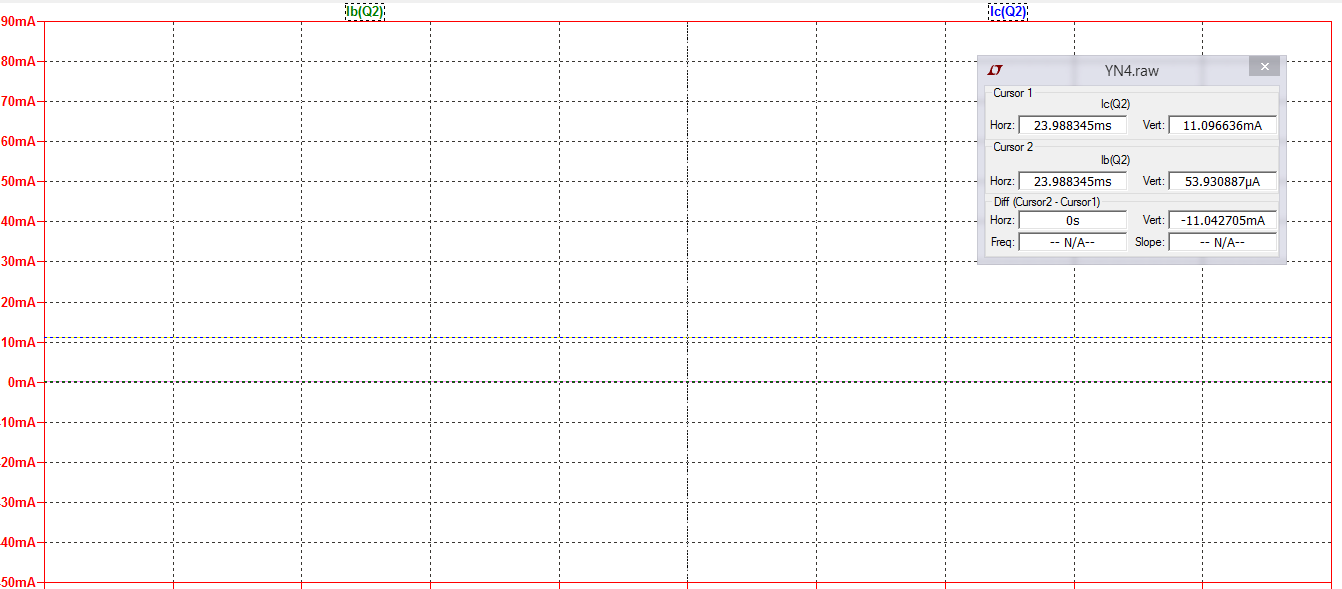 Ib(Q2) Ic(Q2)
90mA
80mA
70mA
60mA
50mA
40mA
30mA
20mA
10mA
0mA
10mA
20mA
30mA
40mA
50mA
YN4.raw
Cursor 1
Ic(Q2)
Horz: 23.988345ms Vert: 11.096636mA
Cursor 2
Ib(Q2)
Horz: 23.988345ms Vert: 53.930887µA
Diff (Cursor2 - Cursor1)
Horz: 0s Vert: -11.042705mA
Freq: -- N/A-- Slope: -- N/A--